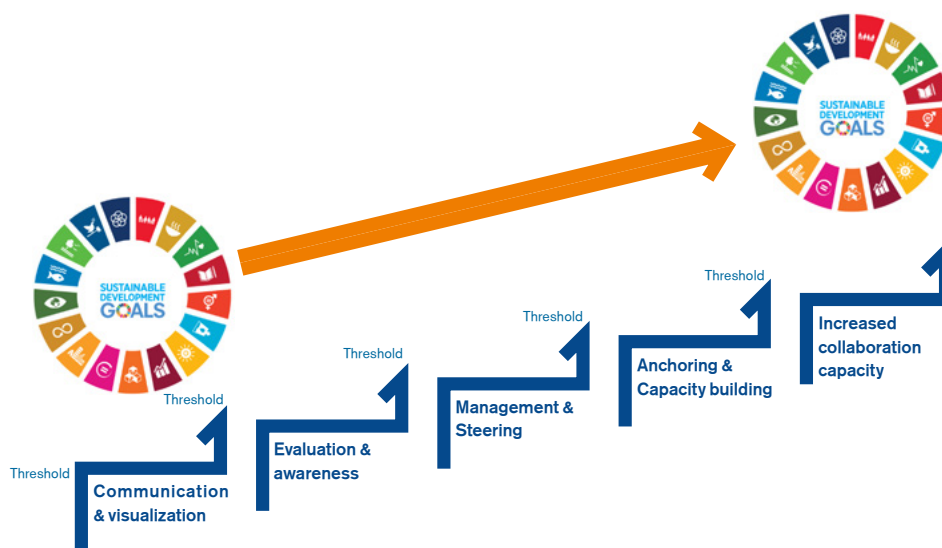 SUSTAINABLE
DEVELOPMENT
GOALS
SUSTAINABLE
DEVELOPMENT
GOALS
Threshold
Communication
& visualization
Threshold
Evaluation &
awareness
Threshold
Management &
Steering
Threshold
Anchoring &
Capacity building
Threshold
Increased
collaboration
capacity